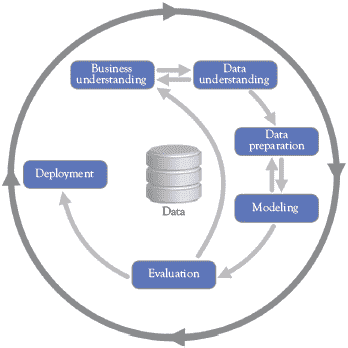 Business
understanding
Data
understanding
Data
preparation
Modeling
Evaluation
Deployment
Data